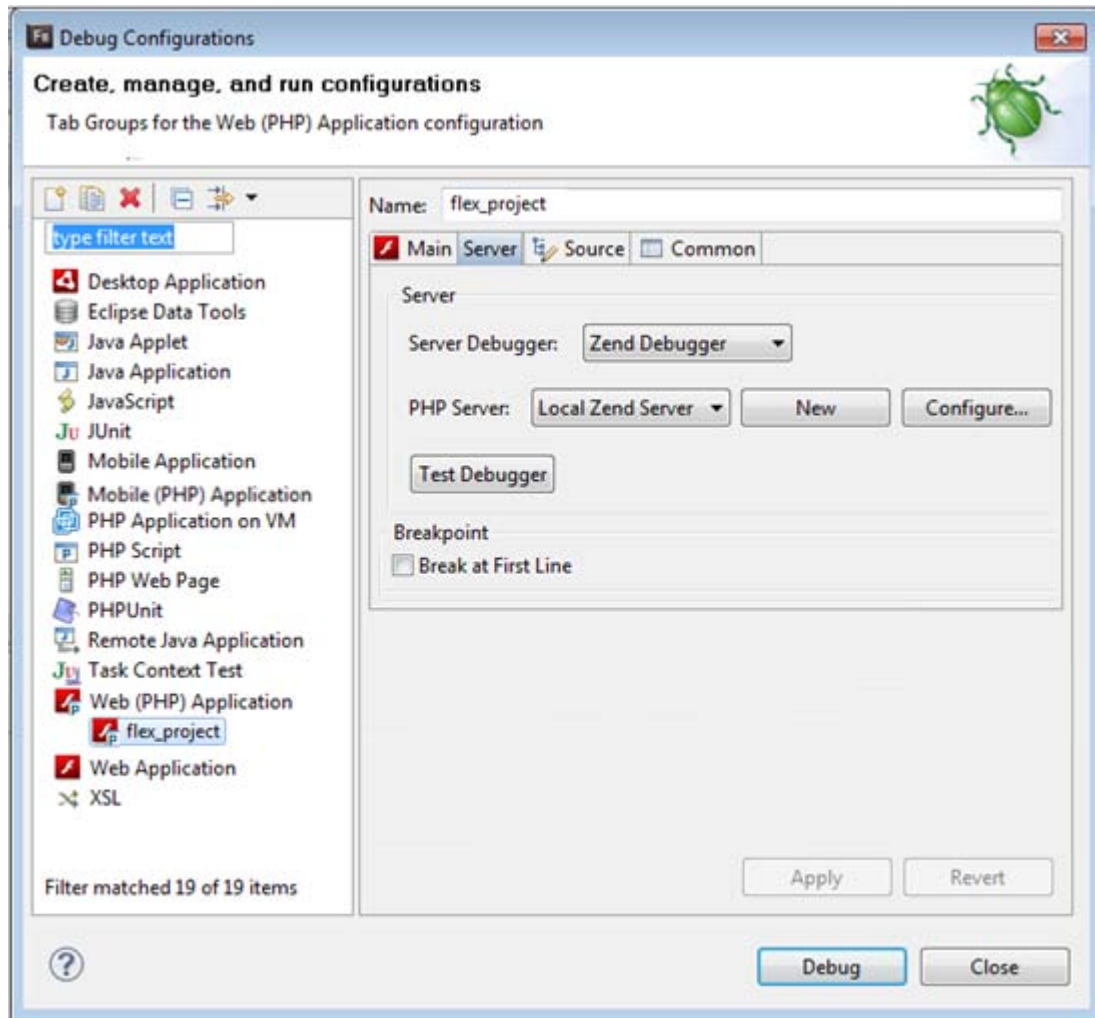 Debug Configurations
Create, manage, and run configurations
Tab Groups for the Web (PHP) Application configuration
type filter text
Desktop Application
Eclipse Data Tools
Java Applet
Java Application
JavaScript
JUnit
Mobile Application
Mobile (PHP) Application
PHP Application on VM
PHP Script
PHP Web Page
PHPUnit
Remote Java Application
Task Context Test
Web (PHP) Application
flex_project
Web Application
XSL
Filter matched 19 of 19 items
Name: flex_project
Main Server Source Common
Server
Server Debugger: Zend Debugger
PHP Server: Local Zend Server New Configure...
Test Debugger
Breakpoint
Break at First Line
Apply Revert
Debug Close